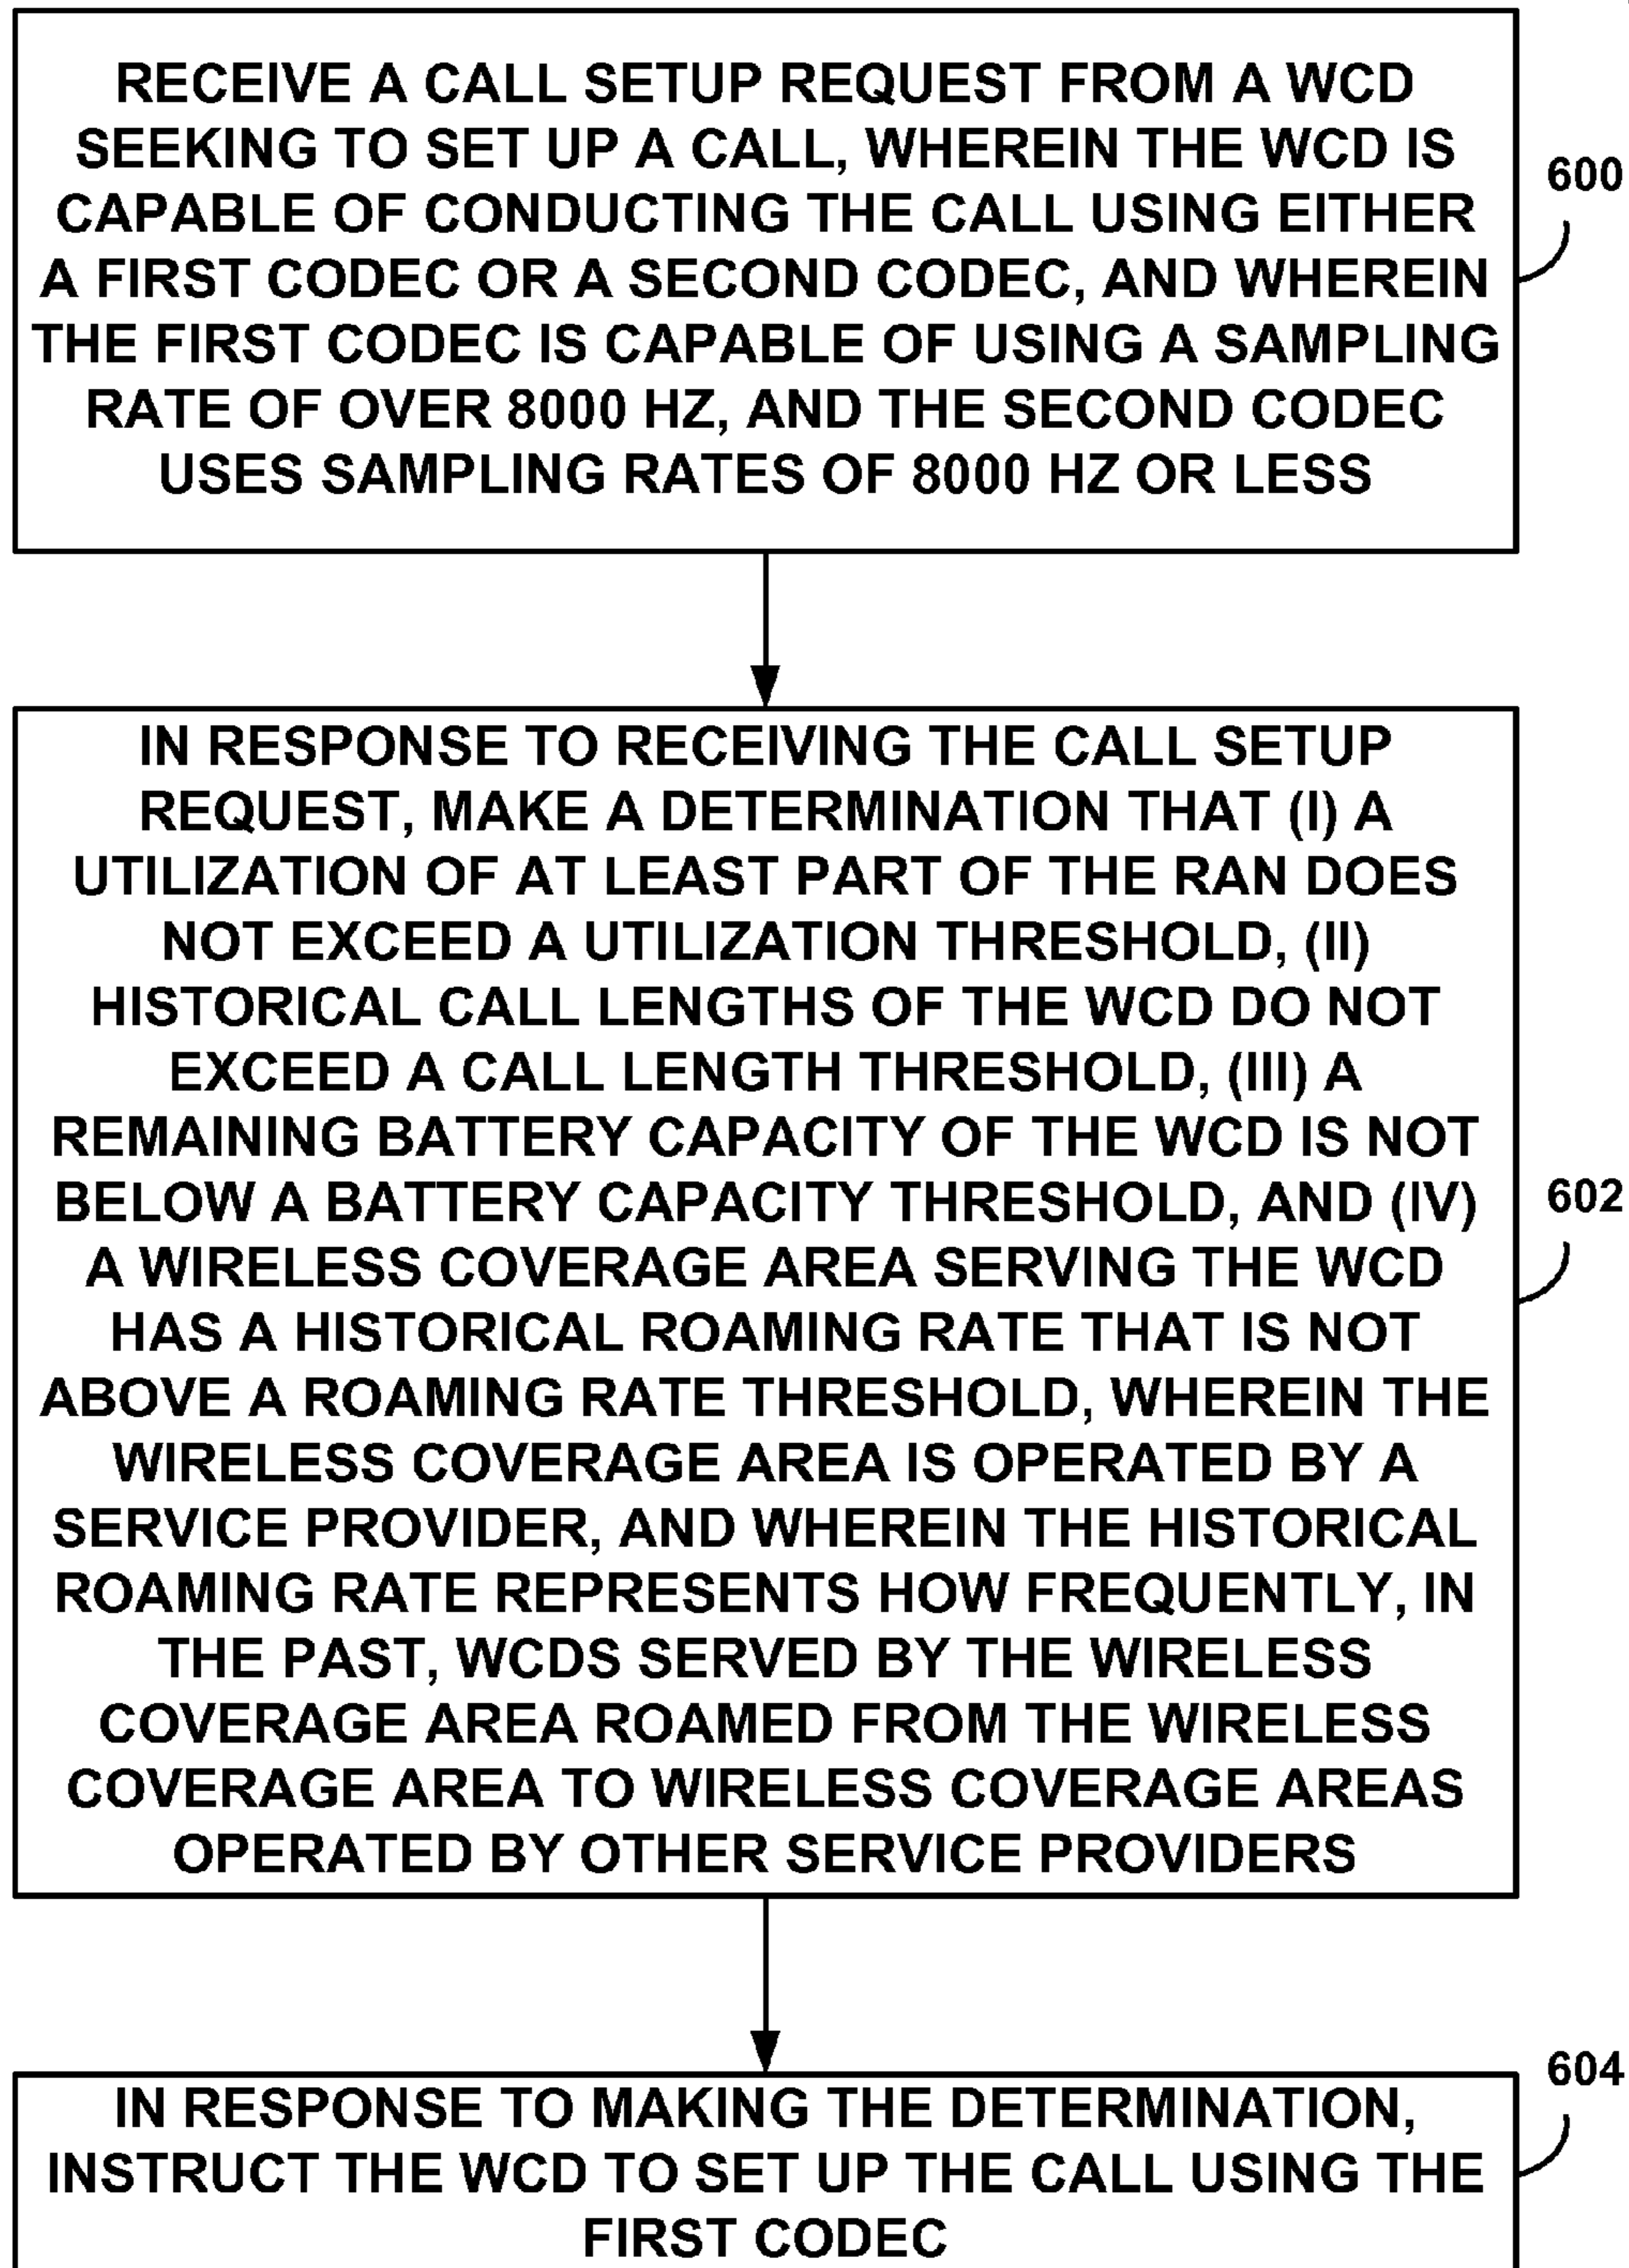 RECEIVE A CALL SETUP REQUEST FROM A WCD
SEEKING TO SET UP A CALL, WHEREIN THE WCD IS
CAPABLE OF CONDUCTING THE CALL USING EITHER
A FIRST CODEC OR A SECOND CODEC, AND WHEREIN
THE FIRST CODEC IS CAPABLE OF USING A SAMPLING
RATE OF OVER 8000 HZ, AND THE SECOND CODEC
USES SAMPLING RATES OF 8000 HZ OR LESS
600
IN RESPONSE TO RECEIVING THE CALL SETUP
REQUEST, MAKE A DETERMINATION THAT (I) A
UTILIZATION OF AT LEAST PART OF THE RAN DOES
NOT EXCEED A UTILIZATION THRESHOLD, (II)
HISTORICAL CALL LENGTHS OF THE WCD DO NOT
EXCEED A CALL LENGTH THRESHOLD, (III) A
REMAINING BATTERY CAPACITY OF THE WCD IS NOT
BELOW A BATTERY CAPACITY THRESHOLD, AND (IV)
A WIRELESS COVERAGE AREA SERVING THE WCD
HAS A HISTORICAL ROAMING RATE THAT IS NOT
ABOVE A ROAMING RATE THRESHOLD, WHEREIN THE
WIRELESS COVERAGE AREA IS OPERATED BY A
SERVICE PROVIDER, AND WHEREIN THE HISTORICAL
ROAMING RATE REPRESENTS HOW FREQUENTLY, IN
THE PAST, WCDS SERVED BY THE WIRELESS
COVERAGE AREA ROAMED FROM THE WIRELESS
COVERAGE AREA TO WIRELESS COVERAGE AREAS
OPERATED BY OTHER SERVICE PROVIDERS
602
IN RESPONSE TO MAKING THE DETERMINATION,
INSTRUCT THE WCD TO SET UP THE CALL USING THE
FIRST CODEC
604